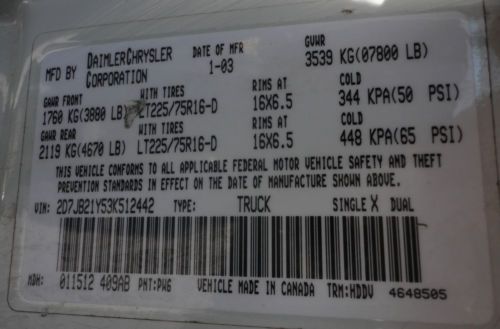 MFD BY DAIMLERCHRYSLER CORPORATION
DATE OF MFR 1-03
GVWR 3539 KG(07800 LB)
GAWR FRONT WITH TIRES RIMS AT COLD
1760 KG(3880 LB) LT225/75R16-D 16X6.5 344 KPA(50 PSI)
GAWR REAR WITH TIRES RIMS AT COLD
2119 KG(4670 LB) LT225/75R16-D 16X6.5 448 KPA(65 PSI)
THIS VEHICLE CONFORMS TO ALL APPLICABLE FEDERAL MOTOR VEHICLE SAFETY AND THEFT
PREVENTION STANDARDS IN EFFECT ON THE DATE OF MANUFACTURE SHOWN ABOVE.
VIN: 2D7JB21Y53K512442 TYPE: TRUCK SINGLE X DUAL
MDH: 011512 409AB PNT:PW6 VEHICLE MADE IN CANADA TRM:HDDV 4648505